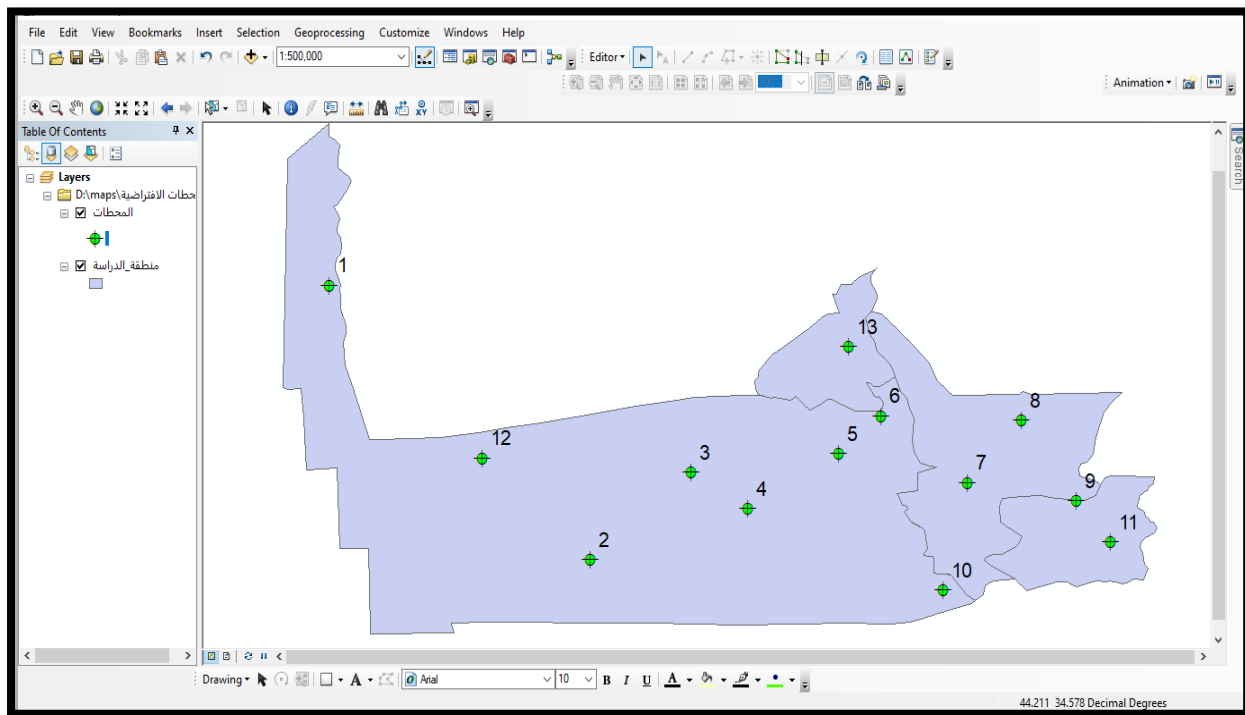 File Edit View Bookmarks Insert Selection Geoprocessing Customize Windows Help
1:500,000
Editor
100%
Animation
Table Of Contents
Layers
D:\maps\حطات الافتراضية
المحطات
منطقة_الدراسة
Search
1
13
6
8
12
3
5
7
4
9
2
11
10
Drawing
A
Arial
10
B I U A
44.211 34.578 Decimal Degrees